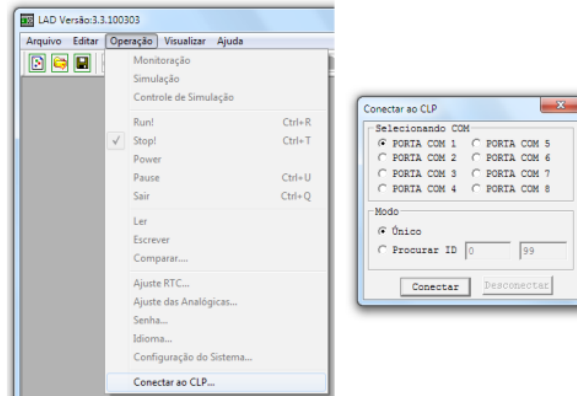 LAD Versão:3.3.100303
Arquivo Editar Operação Visualizar Ajuda
Monitoração
Simulação
Controle de Simulação
Run! Ctrl+R
✓ Stop! Ctrl+T
Power
Pause Ctrl+U
Sair Ctrl+Q
Ler
Escrever
Comparar....
Ajuste RTC...
Ajuste das Analógicas...
Senha...
Idioma...
Configuração do Sistema...
Conectar ao CLP...
Conectar ao CLP
Selecionando COM
PORTA COM 1 PORTA COM 5
PORTA COM 2 PORTA COM 6
PORTA COM 3 PORTA COM 7
PORTA COM 4 PORTA COM 8
Modo
Único
Procurar ID 0 99
Conectar Desconectar